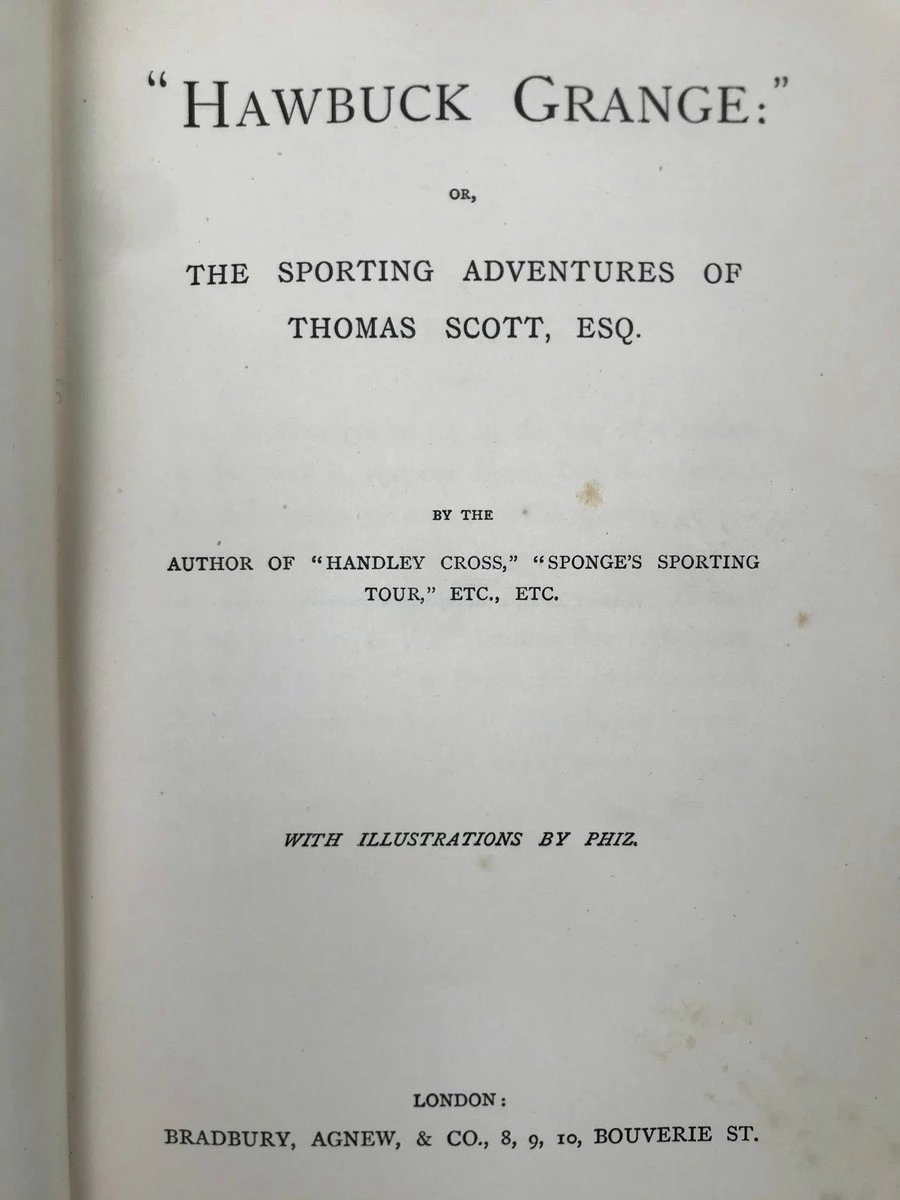 “HAWBUCK GRANGE:”
OR,
THE SPORTING ADVENTURES OF
THOMAS SCOTT, ESQ.
BY THE
AUTHOR OF “HANDLEY CROSS,” “SPONGE’S SPORTING
TOUR,” ETC., ETC.
WITH ILLUSTRATIONS BY PHIZ.
LONDON:
BRADBURY, AGNEW, & CO., 8, 9, 10, BOUVERIE ST.